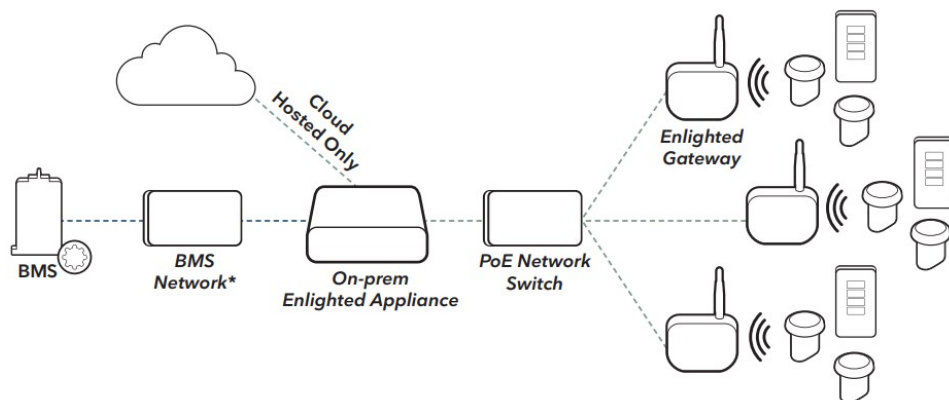 Cloud
Hosted Only
Enlighted
Gateway
BMS
BMS
Network*
On-prem
Enlighted Appliance
PoE Network
Switch